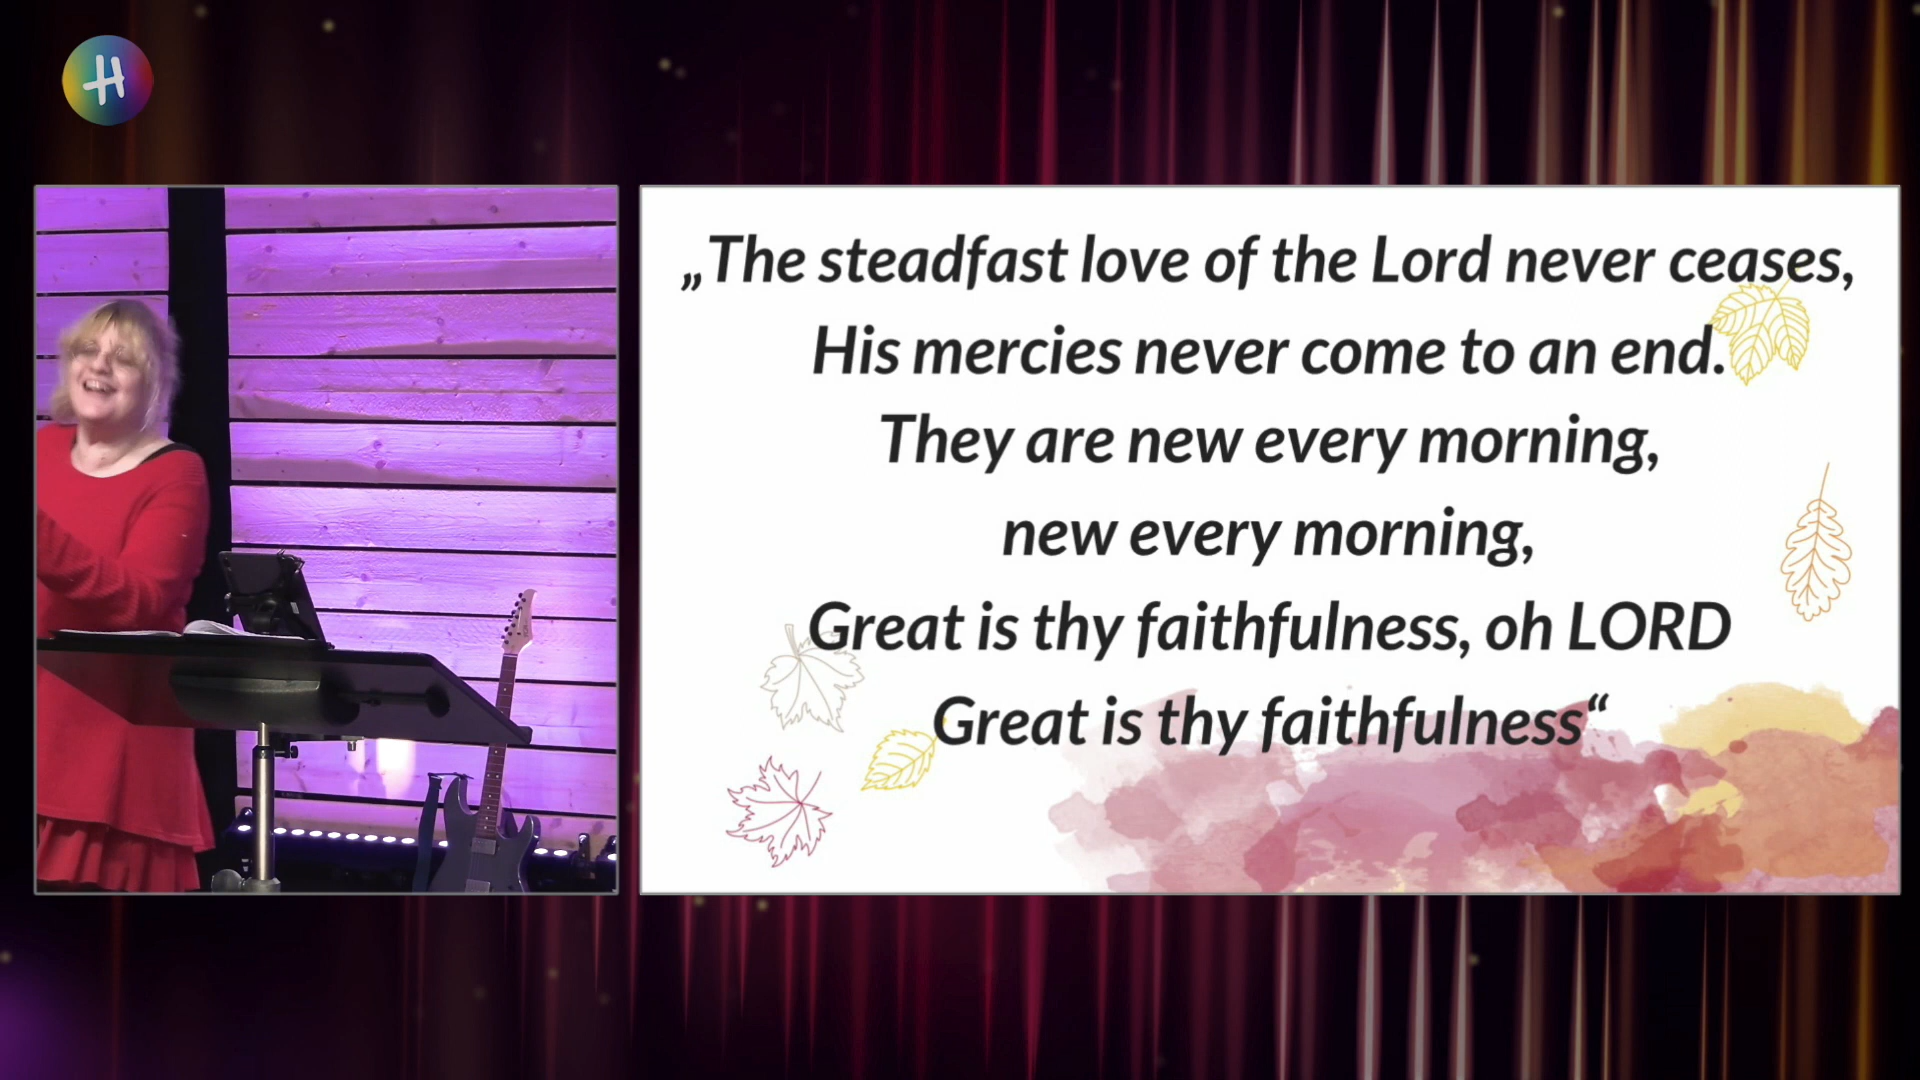 H
„The steadfast love of the Lord never ceases,
His mercies never come to an end.
They are new every morning,
new every morning,
Great is thy faithfulness, oh LORD
Great is thy faithfulness“